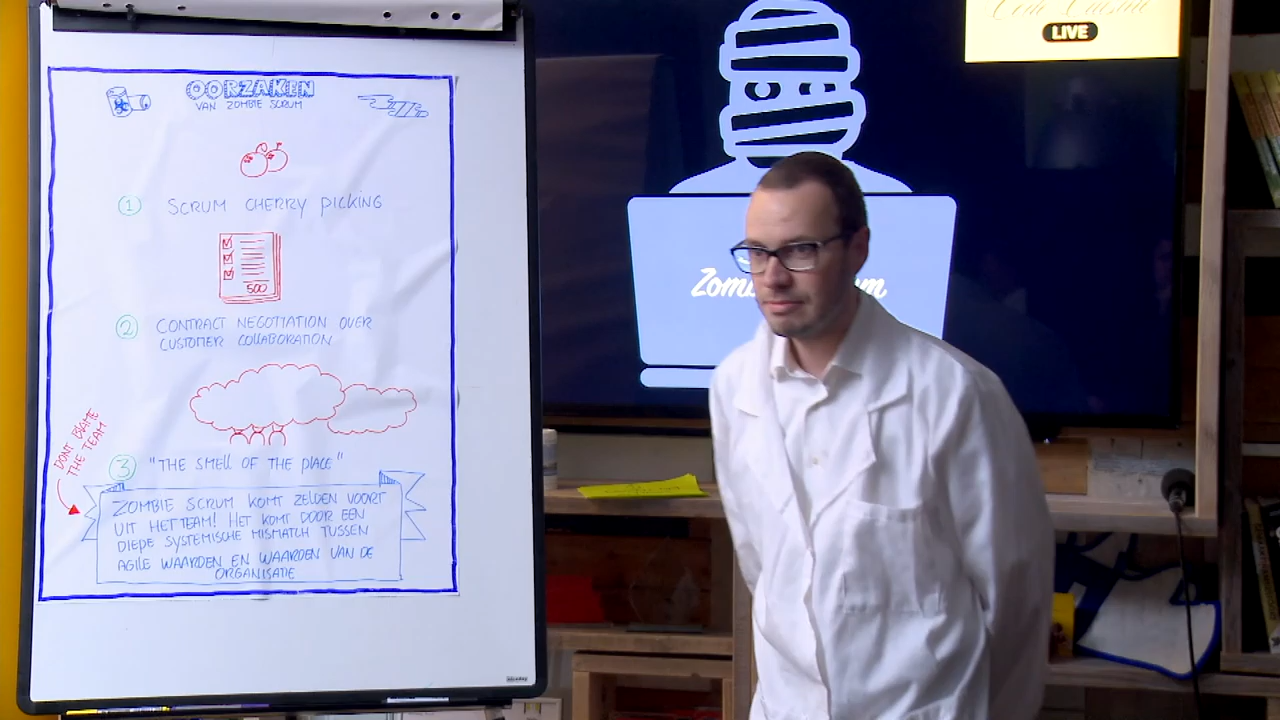 OORZAKEN
VAN ZOMBIE SCRUM
1 SCRUM CHERRY PICKING
500
2 CONTRACT NEGOTIATION OVER
CUSTOMER COLLABORATION
DONT BLAME
THE TEAM
3 "THE SMELL OF THE PLACE"
ZOMBIE SCRUM KOMT ZELDEN VOORT
UIT HET TEAM! HET KOMT DOOR EEN
DIEPE SYSTEMISCHE MISMATCH TUSSEN
AGILE WAARDEN EN WAARDEN VAN DE
ORGANISATIE
LIVE